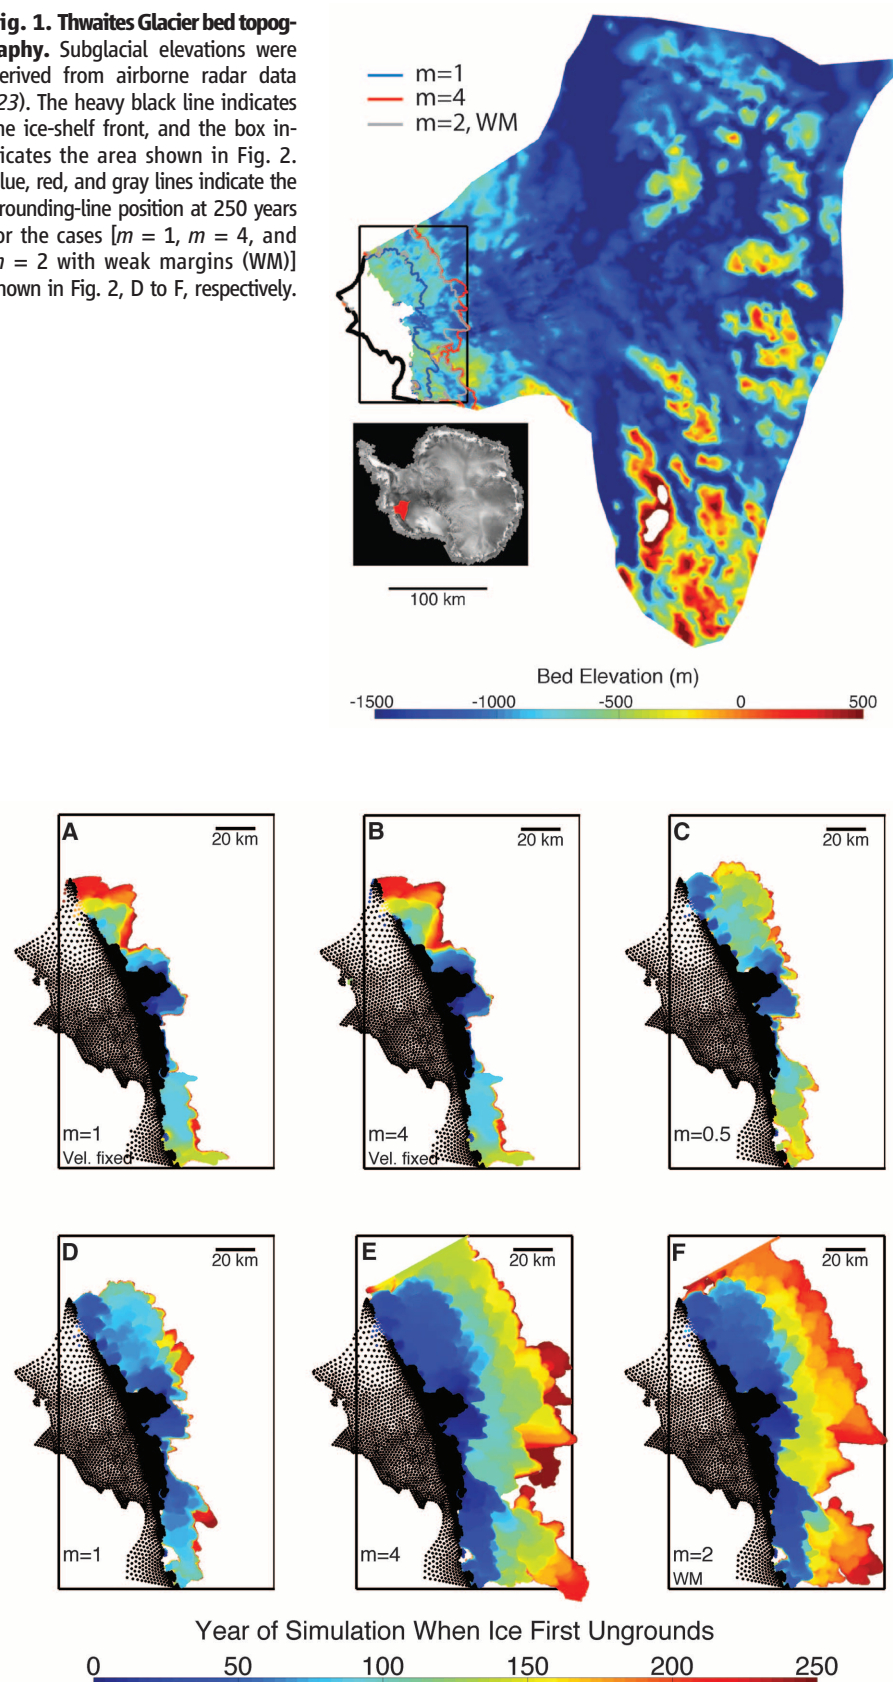 ig. 1. Thwaites Glacier bed topog-
aphy. Subglacial elevations were
erived from airborne radar data
23). The heavy black line indicates
he ice-shelf front, and the box in-
icates the area shown in Fig. 2.
lue, red, and gray lines indicate the
rounding-line position at 250 years
or the cases [m = 1, m = 4, and
= 2 with weak margins (WM)]
hown in Fig. 2, D to F, respectively.
m=1
m=4
m=2, WM
100 km
Bed Elevation (m)
-1500 -1000 -500 0 500
A
20 km
m=1
Vel. fixed
B
20 km
m=4
Vel. fixed
C
20 km
m=0.5
D
20 km
m=1
E
20 km
m=4
F
20 km
m=2
WM
Year of Simulation When Ice First Ungrounds
0 50 100 150 200 250